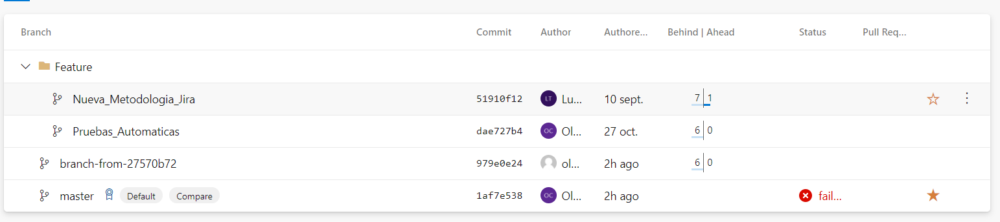 Branch Commit Author Authore... Behind | Ahead Status Pull Req...
Feature
Nueva_Metodologia_Jira 51910f12 LT Lu... 10 sept. 7 1
Pruebas_Automaticas dae727b4 OC Ol... 27 oct. 6 0
branch-from-27570b72 979e0e24 ol... 2h ago 6 0
master Default Compare 1af7e538 OC Ol... 2h ago fail...